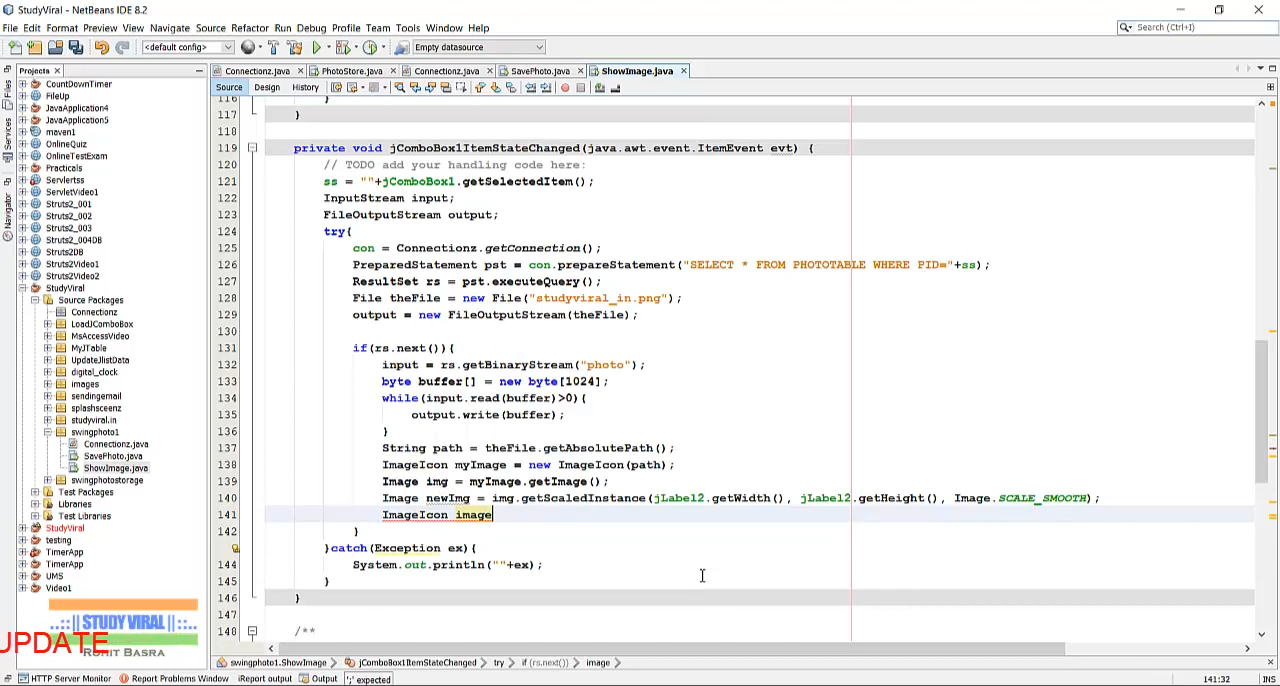 StudyViral - NetBeans IDE 8.2
File Edit Format Preview View Navigate Source Refactor Run Debug Profile Team Tools Window Help
Search (Ctrl+I)
<default config>
Empty datasource
Projects
Connectionz.java
PhotoStore.java
Connectionz.java
SavePhoto.java
ShowImage.java
Source Design History
Files
Services
Navigator
CountDownTimer
FileUp
JavaApplication4
JavaApplication5
maven1
OnlineQuiz
OnlineTestExam
Practicals
Servlertss
ServletVideo1
Struts2_001
Struts2_002
Struts2_003
Struts2_004DB
Struts2DB
Struts2Video1
Struts2Video2
StudyViral
Source Packages
Connectionz
LoadJComboBox
MsAccessVideo
MyJTable
UpdateJlistData
digital_clock
images
sendingemail
splashsceenz
studyviral.in
swingphoto1
Connectionz.java
SavePhoto.java
ShowImage.java
swingphotostorage
Test Packages
Libraries
Test Libraries
StudyViral
testing
TimerApp
TimerApp
UMS
Video1
..::|| STUDY VIRAL ||::..
ROHIT BASRA
UPDATE
116 }
117 }
118
119 private void jComboBox1ItemStateChanged(java.awt.event.ItemEvent evt) {
120 // TODO add your handling code here:
121 ss = ""+jComboBox1.getSelectedItem();
122 InputStream input;
123 FileOutputStream output;
124 try{
125 con = Connectionz.getConnection();
126 PreparedStatement pst = con.prepareStatement("SELECT * FROM PHOTOTABLE WHERE PID="+ss);
127 ResultSet rs = pst.executeQuery();
128 File theFile = new File("studyviral_in.png");
129 output = new FileOutputStream(theFile);
130
131 if(rs.next()){
132 input = rs.getBinaryStream("photo");
133 byte buffer[] = new byte[1024];
134 while(input.read(buffer)>0){
135 output.write(buffer);
136 }
137 String path = theFile.getAbsolutePath();
138 ImageIcon myImage = new ImageIcon(path);
139 Image img = myImage.getImage();
140 Image newImg = img.getScaledInstance(jLabel2.getWidth(), jLabel2.getHeight(), Image.SCALE_SMOOTH);
141 ImageIcon image
142 }
}catch(Exception ex){
144 System.out.println(""+ex);
145 }
146 }
147
148 /**
swingphoto1.ShowImage
jComboBox1ItemStateChanged
try
if (rs.next())
image
HTTP Server Monitor
Report Problems Window
iReport output
Output
';' expected
141:32
INS